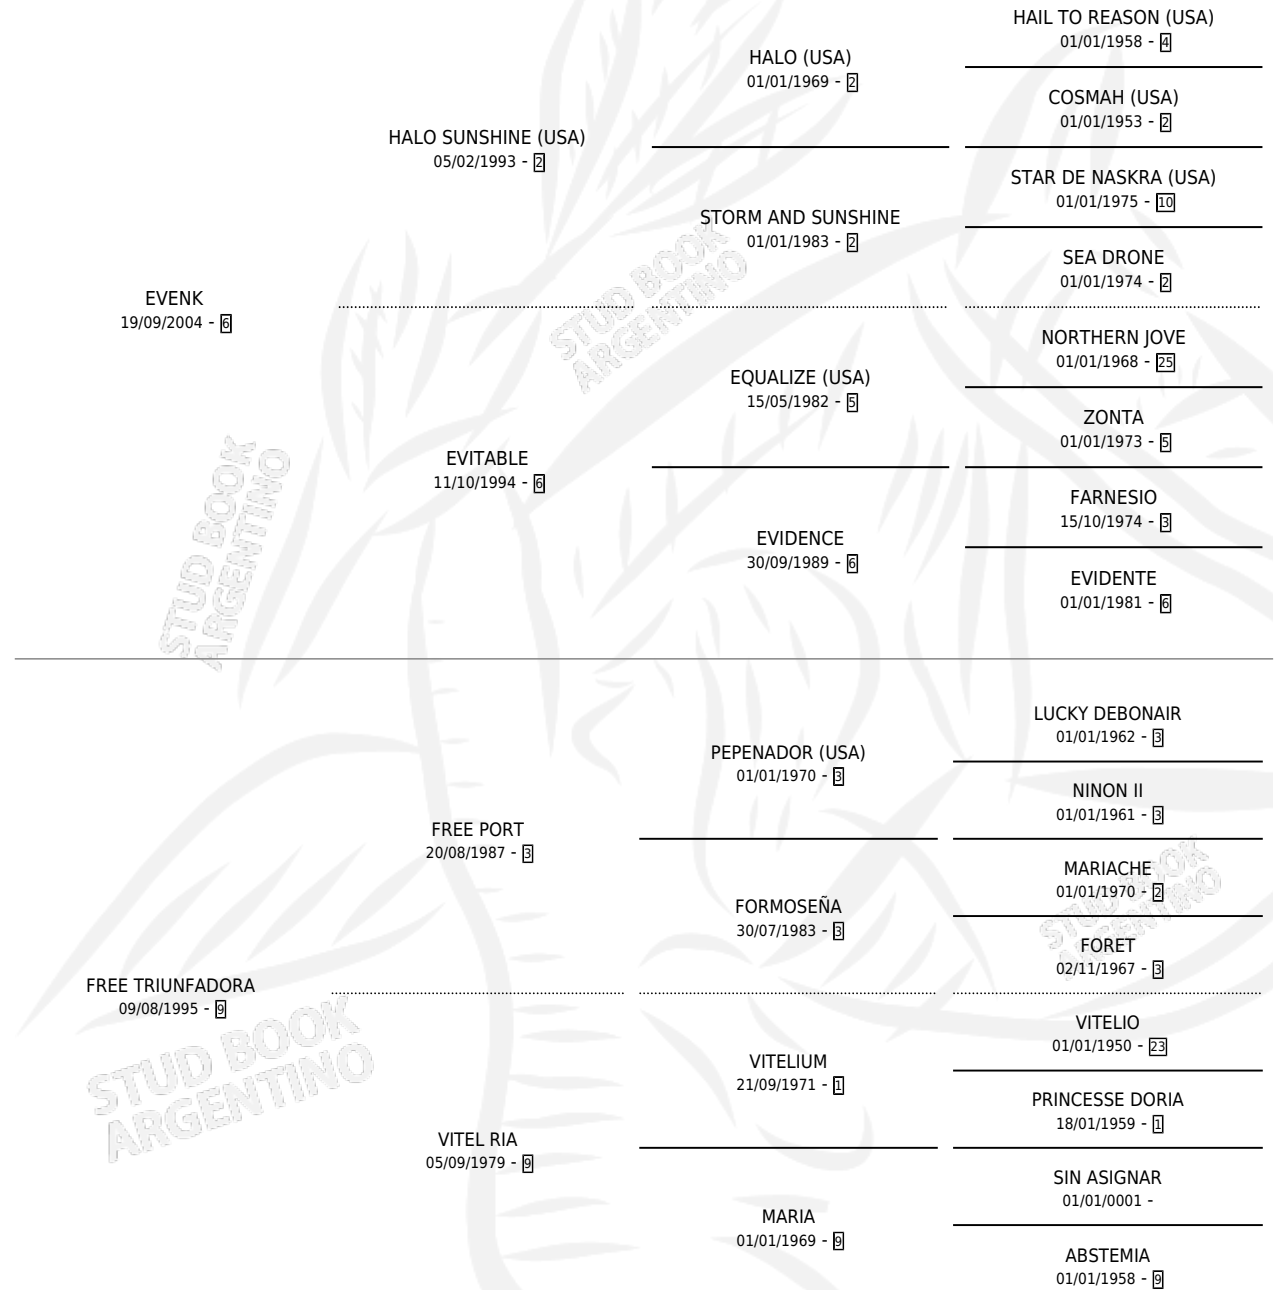 HAIL TO REASON (USA)
01/01/1958 - 4
HALO (USA)
01/01/1969 - 2
COSMAH (USA)
01/01/1953 - 2
HALO SUNSHINE (USA)
05/02/1993 - 2
STAR DE NASKRA (USA)
01/01/1975 - 10
STORM AND SUNSHINE
01/01/1983 - 2
SEA DRONE
01/01/1974 - 2
EVENK
19/09/2004 - 6
NORTHERN JOVE
01/01/1968 - 25
EQUALIZE (USA)
15/05/1982 - 5
ZONTA
01/01/1973 - 5
EVITABLE
11/10/1994 - 6
FARNESIO
15/10/1974 - 3
EVIDENCE
30/09/1989 - 6
EVIDENTE
01/01/1981 - 6
STUD BOOK
ARGENTINO
STUD BOOK
ARGENTINO
LUCKY DEBONAIR
01/01/1962 - 3
PEPENADOR (USA)
01/01/1970 - 3
NINON II
01/01/1961 - 3
FREE PORT
20/08/1987 - 3
MARIACHE
01/01/1970 - 2
FORMOSEÑA
30/07/1983 - 3
FORET
02/11/1967 - 3
STUD BOOK
ARGENTINO
FREE TRIUNFADORA
09/08/1995 - 9
VITELIO
01/01/1950 - 23
VITELIUM
21/09/1971 - 1
PRINCESSE DORIA
18/01/1959 - 1
STUD BOOK
ARGENTINO
VITEL RIA
05/09/1979 - 9
SIN ASIGNAR
01/01/0001 -
MARIA
01/01/1969 - 9
ABSTEMIA
01/01/1958 - 9